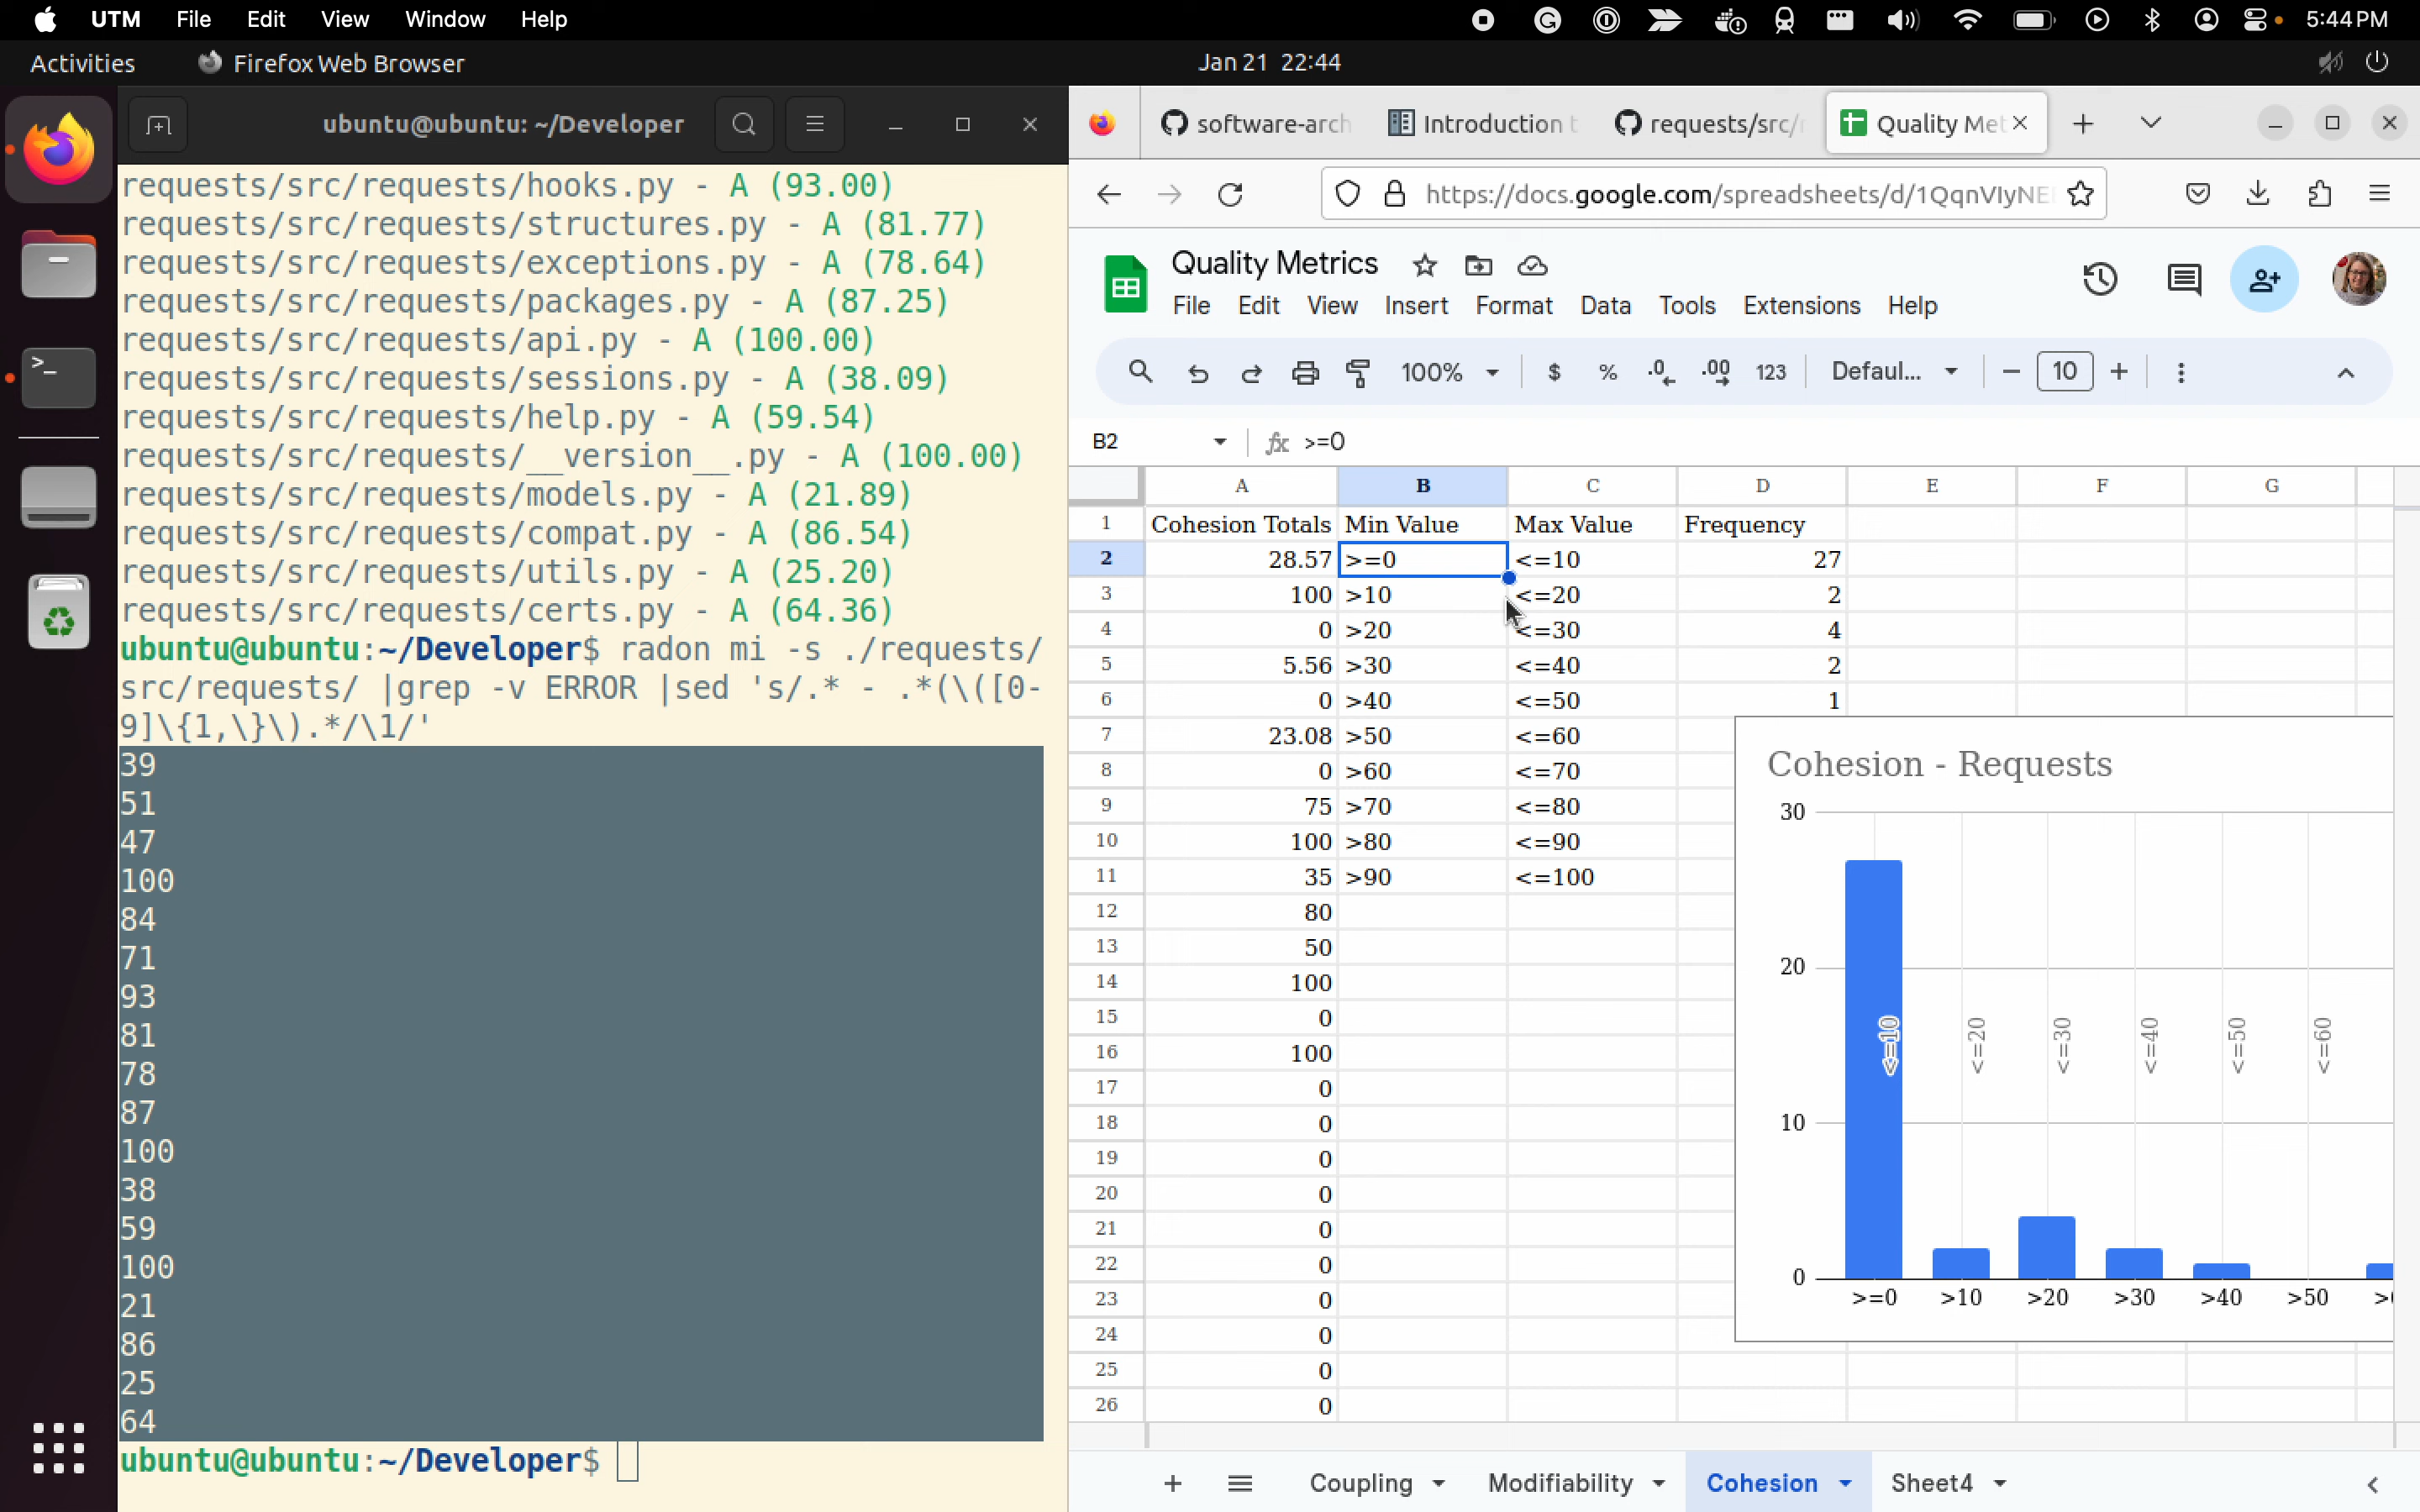 UTM File Edit View Window Help 5:44 PM
Activities Firefox Web Browser Jan 21 22:44
ubuntu@ubuntu: ~/Developer
requests/src/requests/hooks.py - A (93.00)
requests/src/requests/structures.py - A (81.77)
requests/src/requests/exceptions.py - A (78.64)
requests/src/requests/packages.py - A (87.25)
requests/src/requests/api.py - A (100.00)
requests/src/requests/sessions.py - A (38.09)
requests/src/requests/help.py - A (59.54)
requests/src/requests/__version__.py - A (100.00)
requests/src/requests/models.py - A (21.89)
requests/src/requests/compat.py - A (86.54)
requests/src/requests/utils.py - A (25.20)
requests/src/requests/certs.py - A (64.36)
ubuntu@ubuntu:~/Developer$ radon mi -s ./requests/
src/requests/ |grep -v ERROR |sed 's/.* - .*(\([0-
9]\{1,\}\).*/\1/'
39
51
47
100
84
71
93
81
78
87
100
38
59
100
21
86
25
64
ubuntu@ubuntu:~/Developer$
software-arch Introduction t requests/src/r Quality Met
https://docs.google.com/spreadsheets/d/1QqnVIyNE
Quality Metrics
File Edit View Insert Format Data Tools Extensions Help
100% $ % .0 .00 123 Defaul... − 10 +
B2 fx >=0
A B C D E F G
1 Cohesion Totals Min Value Max Value Frequency
2 28.57 >=0 <=10 27
3 100 >10 <=20 2
4 0 >20 <=30 4
5 5.56 >30 <=40 2
6 0 >40 <=50 1
7 23.08 >50 <=60
8 0 >60 <=70
9 75 >70 <=80
10 100 >80 <=90
11 35 >90 <=100
12 80
13 50
14 100
15 0
16 100
17 0
18 0
19 0
20 0
21 0
22 0
23 0
24 0
25 0
26 0
Cohesion - Requests
30
20
10
0
<=10 <=20 <=30 <=40 <=50 <=60
>=0 >10 >20 >30 >40 >50
Coupling Modifiability Cohesion Sheet4